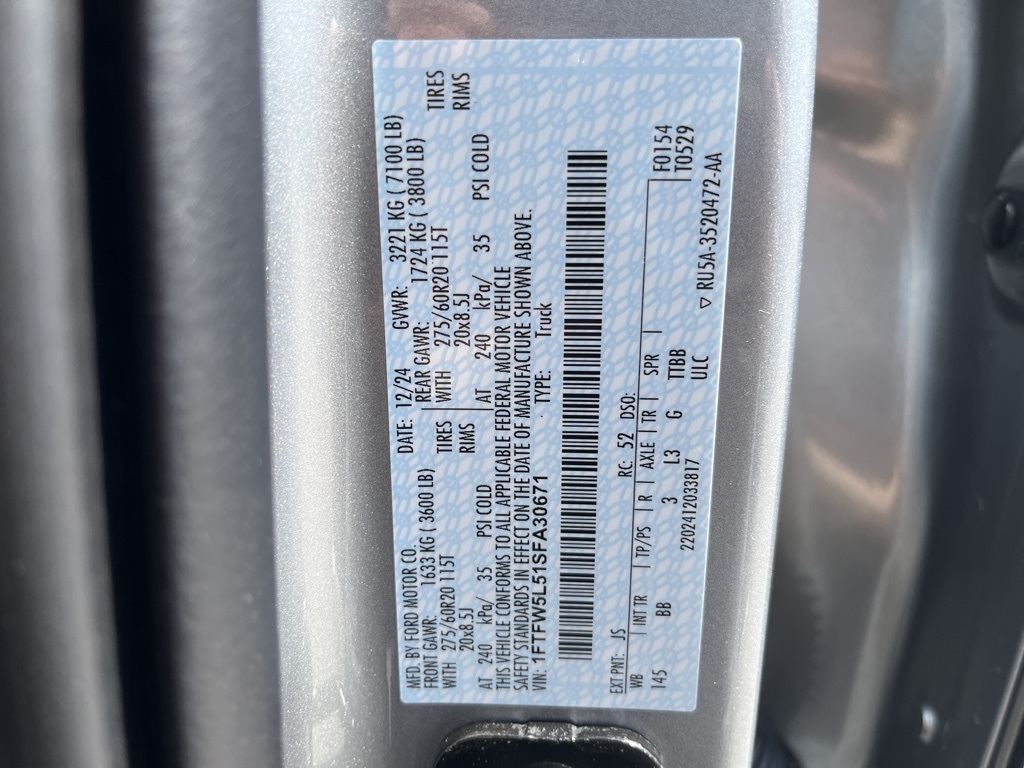 MFD. BY FORD MOTOR CO. DATE: 12/24 GVWR: 3221 KG ( 7100 LB)
FRONT GAWR: 1633 KG ( 3600 LB) REAR GAWR: 1724 KG ( 3800 LB)
WITH 275/60R20 115T TIRES WITH 275/60R20 115T TIRES
20x8.5J RIMS 20x8.5J RIMS
AT 240 kPa/ 35 PSI COLD AT 240 kPa/ 35 PSI COLD
THIS VEHICLE CONFORMS TO ALL APPLICABLE FEDERAL MOTOR VEHICLE
SAFETY STANDARDS IN EFFECT ON THE DATE OF MANUFACTURE SHOWN ABOVE.
VIN: 1FTFW5L51SFA30671 TYPE: Truck
EXT PNT: JS RC: 52 DSO: F0154
WB INT TR TP/PS R AXLE TR SPR T0529
145 BB 3 L3 G TTBB
2202412033817 ULC
▽ RU5A-3520472-AA